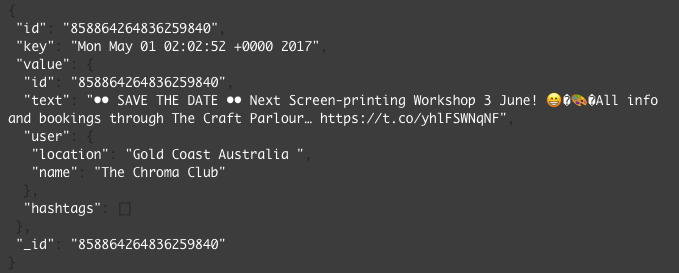 {
"id": "858864264836259840",
"key": "Mon May 01 02:02:52 +0000 2017",
"value": {
"id": "858864264836259840",
"text": "●● SAVE THE DATE ●● Next Screen-printing Workshop 3 June! 😁�🎨�All info
and bookings through The Craft Parlour… https://t.co/yhlFSWNqNF",
"user": {
"location": "Gold Coast Australia ",
"name": "The Chroma Club"
},
"hashtags": []
},
"_id": "858864264836259840"
}